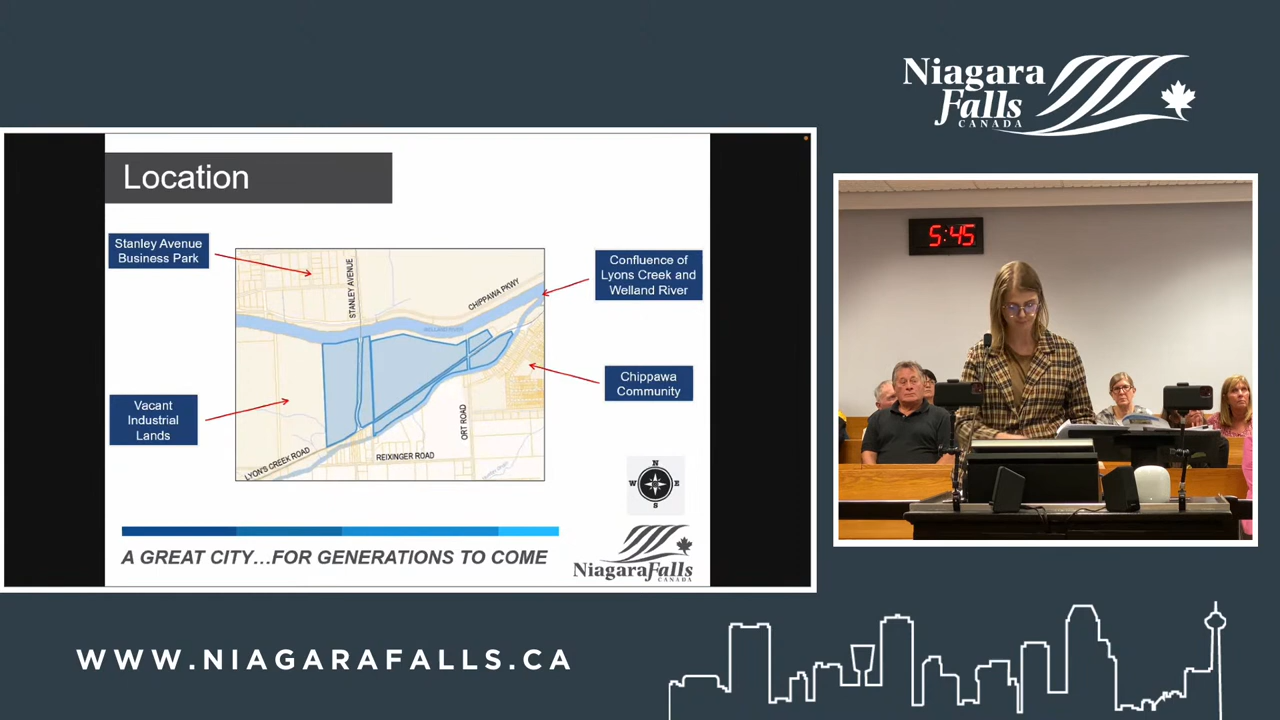 Niagara
Falls
CANADA
Location
Stanley Avenue
Business Park
Confluence of
Lyons Creek and
Welland River
STANLEY AVENUE
CHIPPAWA PKWY
WELLAND RIVER
Chippawa
Community
Vacant
Industrial
Lands
ORT ROAD
LYON'S CREEK ROAD
REIXINGER ROAD
N
W E
S
A GREAT CITY...FOR GENERATIONS TO COME
NiagaraFalls
CANADA
5:45
WWW.NIAGARAFALLS.CA